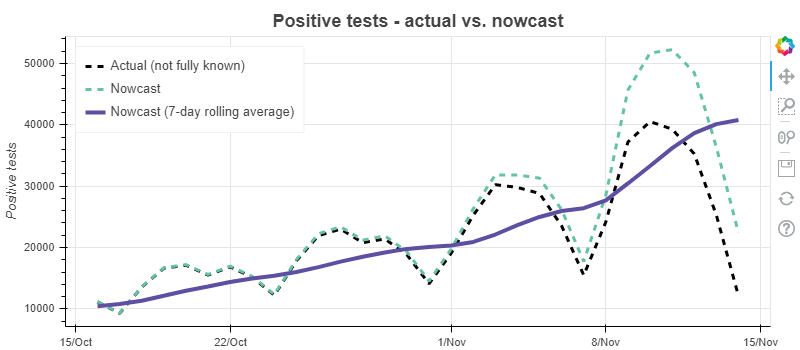 Positive tests - actual vs. nowcast
Actual (not fully known)
Nowcast
Nowcast (7-day rolling average)
Positive tests
50000
40000
30000
20000
10000
15/Oct
22/Oct
1/Nov
8/Nov
15/Nov